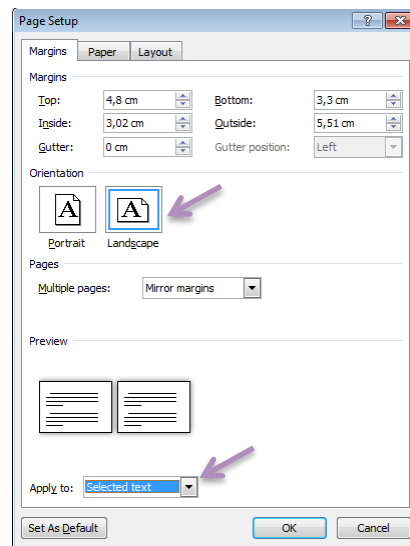 Page Setup
Margins Paper Layout
Margins
Top: 4,8 cm Bottom: 3,3 cm
Inside: 3,02 cm Outside: 5,51 cm
Gutter: 0 cm Gutter position: Left
Orientation
A A
Portrait Landscape
Pages
Multiple pages: Mirror margins
Preview
Apply to: Selected text
Set As Default OK Cancel